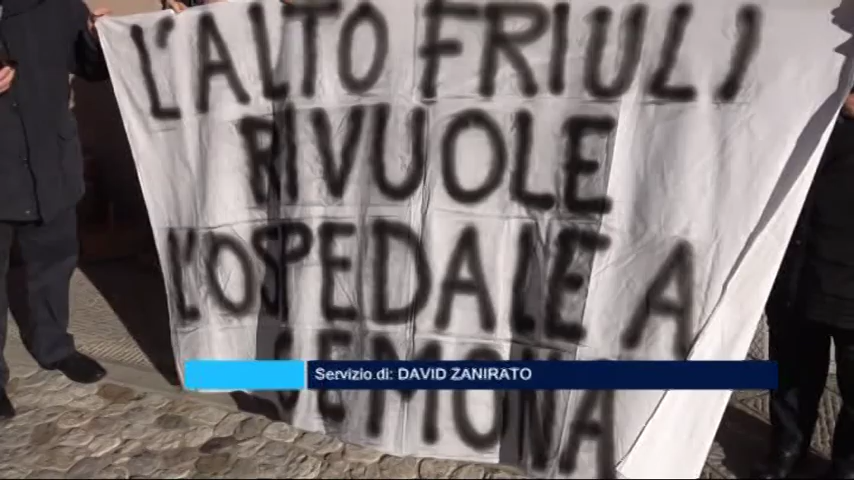 L'ALTO FRIULI
RIVUOLE
L'OSPEDALE A
GEMONA
Servizio di: DAVID ZANIRATO